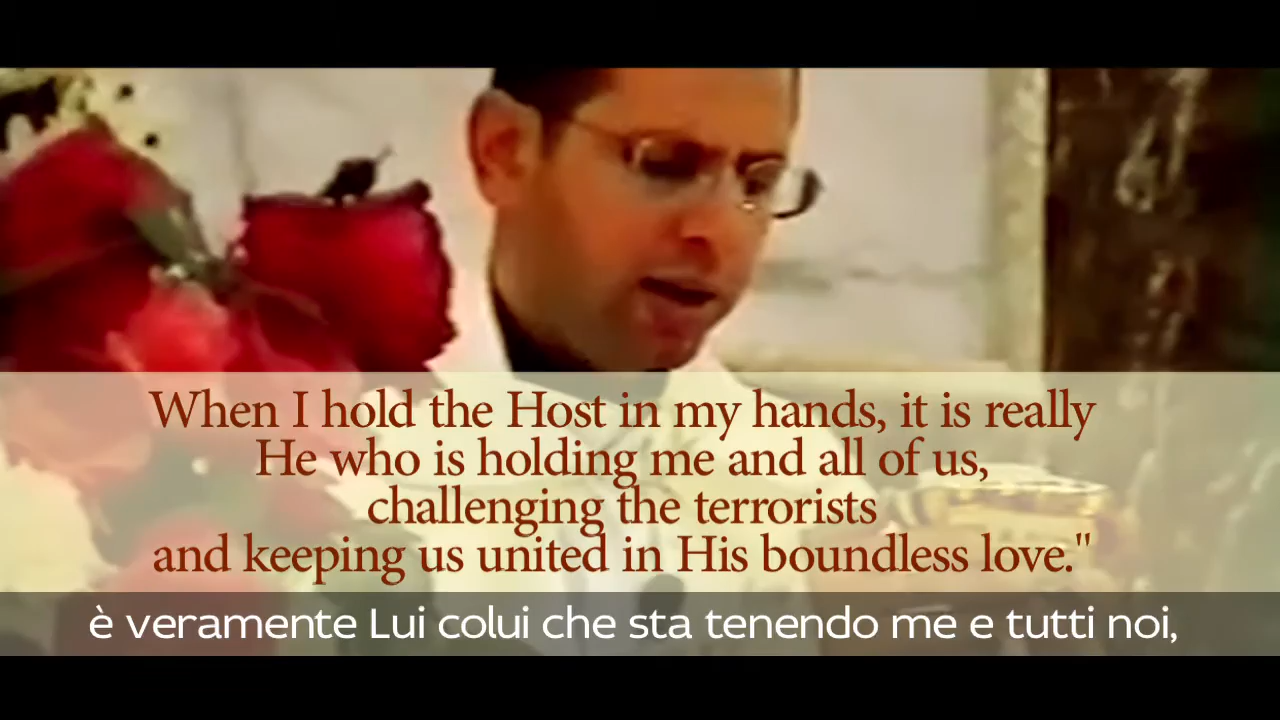 When I hold the Host in my hands, it is really
He who is holding me and all of us,
challenging the terrorists
and keeping us united in His boundless love."
è veramente Lui colui che sta tenendo me e tutti noi,